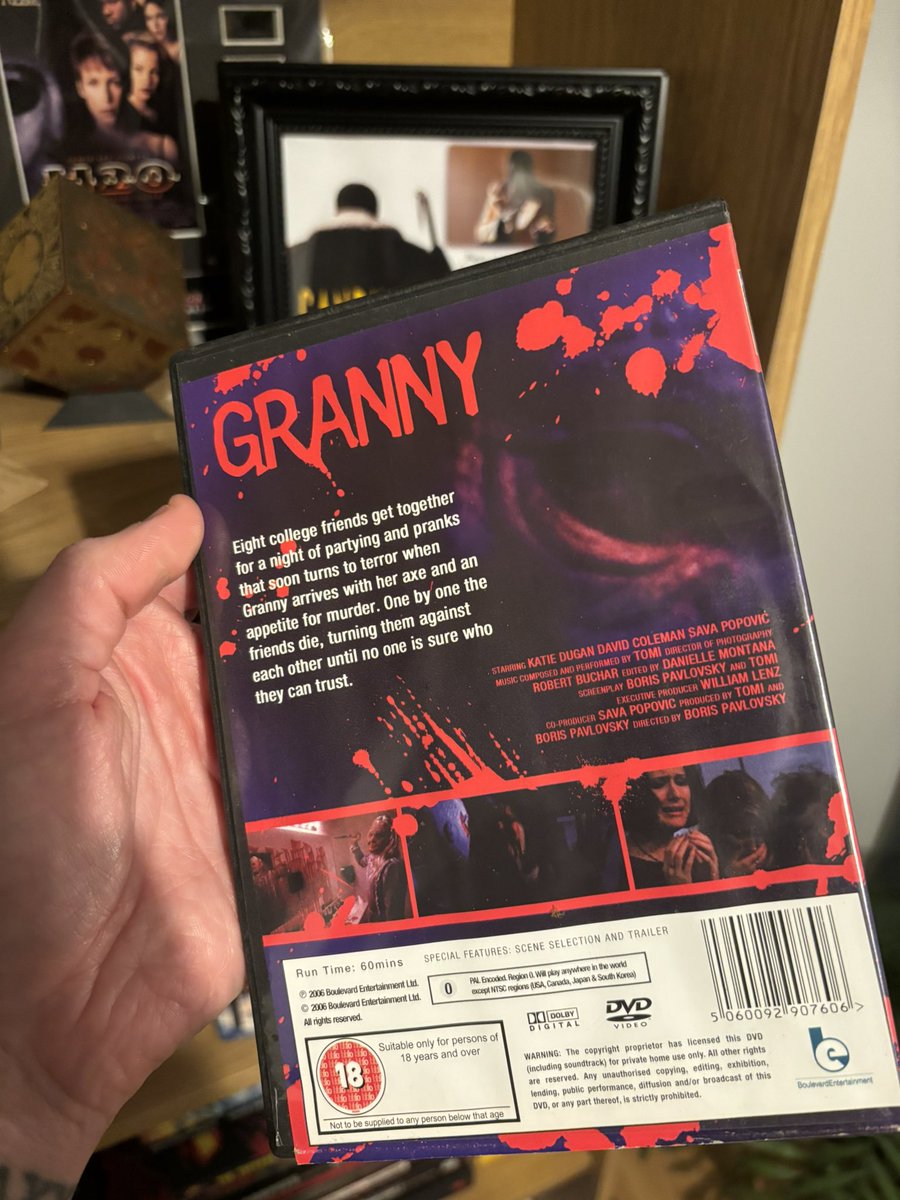 H2O
CAND
GRANNY
Eight college friends get together
for a night of partying and pranks
that soon turns to terror when
Granny arrives with her axe and an
appetite for murder. One by one the
friends die, turning them against
each other until no one is sure who
they can trust.
STARRING KATIE DUGAN DAVID COLEMAN SAVA POPOVIC
MUSIC COMPOSED AND PERFORMED BY TOMI DIRECTOR OF PHOTOGRAPHY
ROBERT BUCHAR EDITED BY DANIELLE MONTANA
SCREENPLAY BORIS PAVLOVSKY AND TOMI
EXECUTIVE PRODUCER WILLIAM LENZ
CO-PRODUCER SAVA POPOVIC PRODUCED BY TOMI AND
BORIS PAVLOVSKY DIRECTED BY BORIS PAVLOVSKY
Run Time: 60mins
SPECIAL FEATURES: SCENE SELECTION AND TRAILER
℗ 2006 Boulevard Entertainment Ltd.
© 2006 Boulevard Entertainment Ltd.
All rights reserved.
0
PAL Encoded. Region 0. Will play anywhere in the world
except NTSC regions (USA, Canada, Japan & South Korea)
DOLBY
DIGITAL
DVD
VIDEO
5 060092 907606 >
18
Suitable only for persons of
18 years and over
Not to be supplied to any person below that age
WARNING: The copyright proprietor has licensed this DVD
(including soundtrack) for private home use only. All other rights
are reserved. Any unauthorised copying, editing, exhibition,
lending, public performance, diffusion and/or broadcast of this
DVD, or any part thereof, is strictly prohibited.
be
BoulevardEntertainment